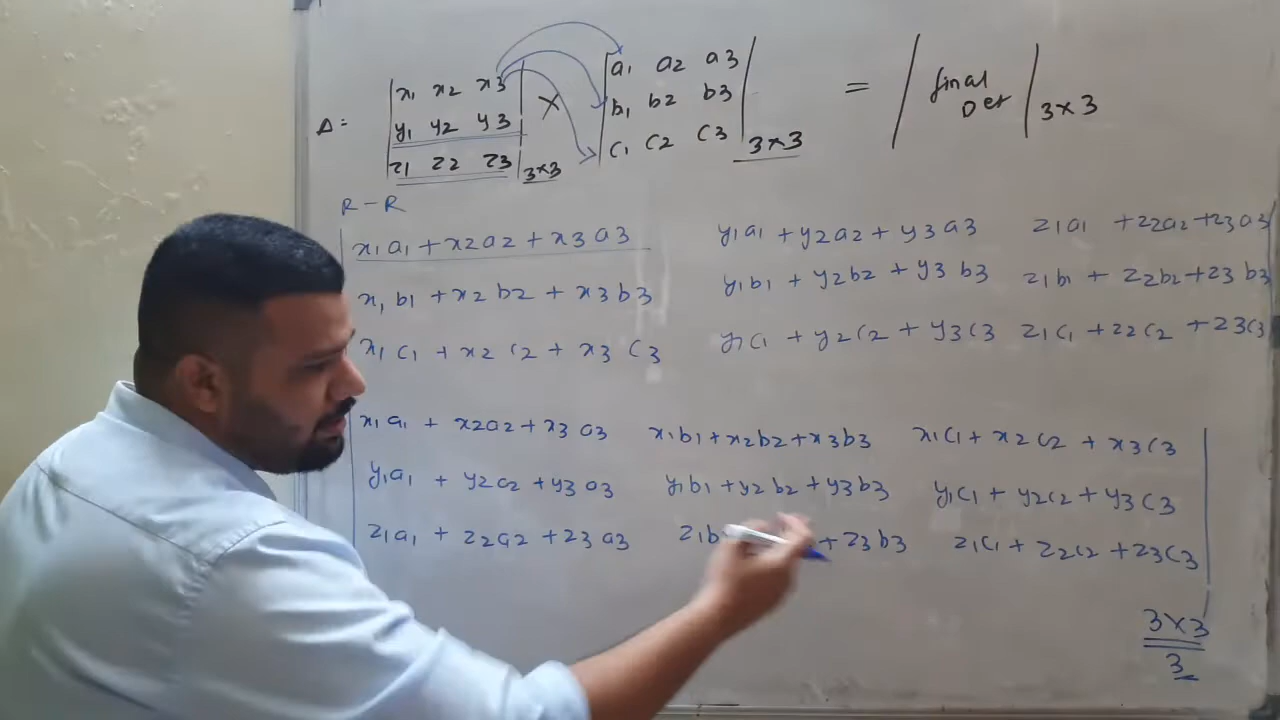 Δ = | x1 x2 x3 | × | a1 a2 a3 | = | final Det | 3×3
| y1 y2 y3 | | b1 b2 b3 |
| z1 z2 z3 | 3×3 | c1 c2 c3 | 3×3
R - R
x1a1 + x2a2 + x3a3 y1a1 + y2a2 + y3a3 z1a1 + z2a2 + z3a3
x1b1 + x2b2 + x3b3 y1b1 + y2b2 + y3b3 z1b1 + z2b2 + z3b3
x1c1 + x2c2 + x3c3 y1c1 + y2c2 + y3c3 z1c1 + z2c2 + z3c3
x1a1 + x2a2 + x3a3 x1b1 + x2b2 + x3b3 x1c1 + x2c2 + x3c3
y1a1 + y2a2 + y3a3 y1b1 + y2b2 + y3b3 y1c1 + y2c2 + y3c3
z1a1 + z2a2 + z3a3 z1b + z3b3 z1c1 + z2c2 + z3c3
3×3
3